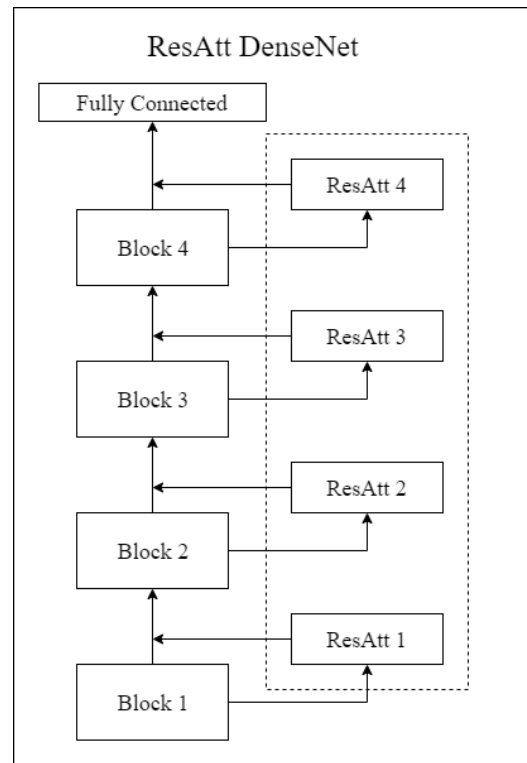 ResAtt DenseNet
Fully Connected
ResAtt 4
Block 4
ResAtt 3
Block 3
ResAtt 2
Block 2
ResAtt 1
Block 1